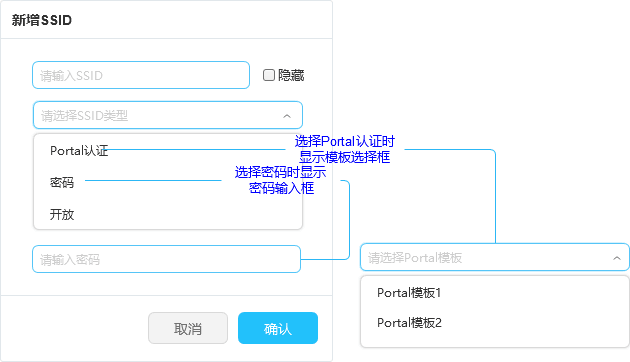 新增SSID
请输入SSID
隐藏
请选择SSID类型
Portal认证
选择Portal认证时
显示模板选择框
密码
选择密码时显示
密码输入框
开放
请输入密码
请选择Portal模板
Portal模板1
Portal模板2
取消
确认